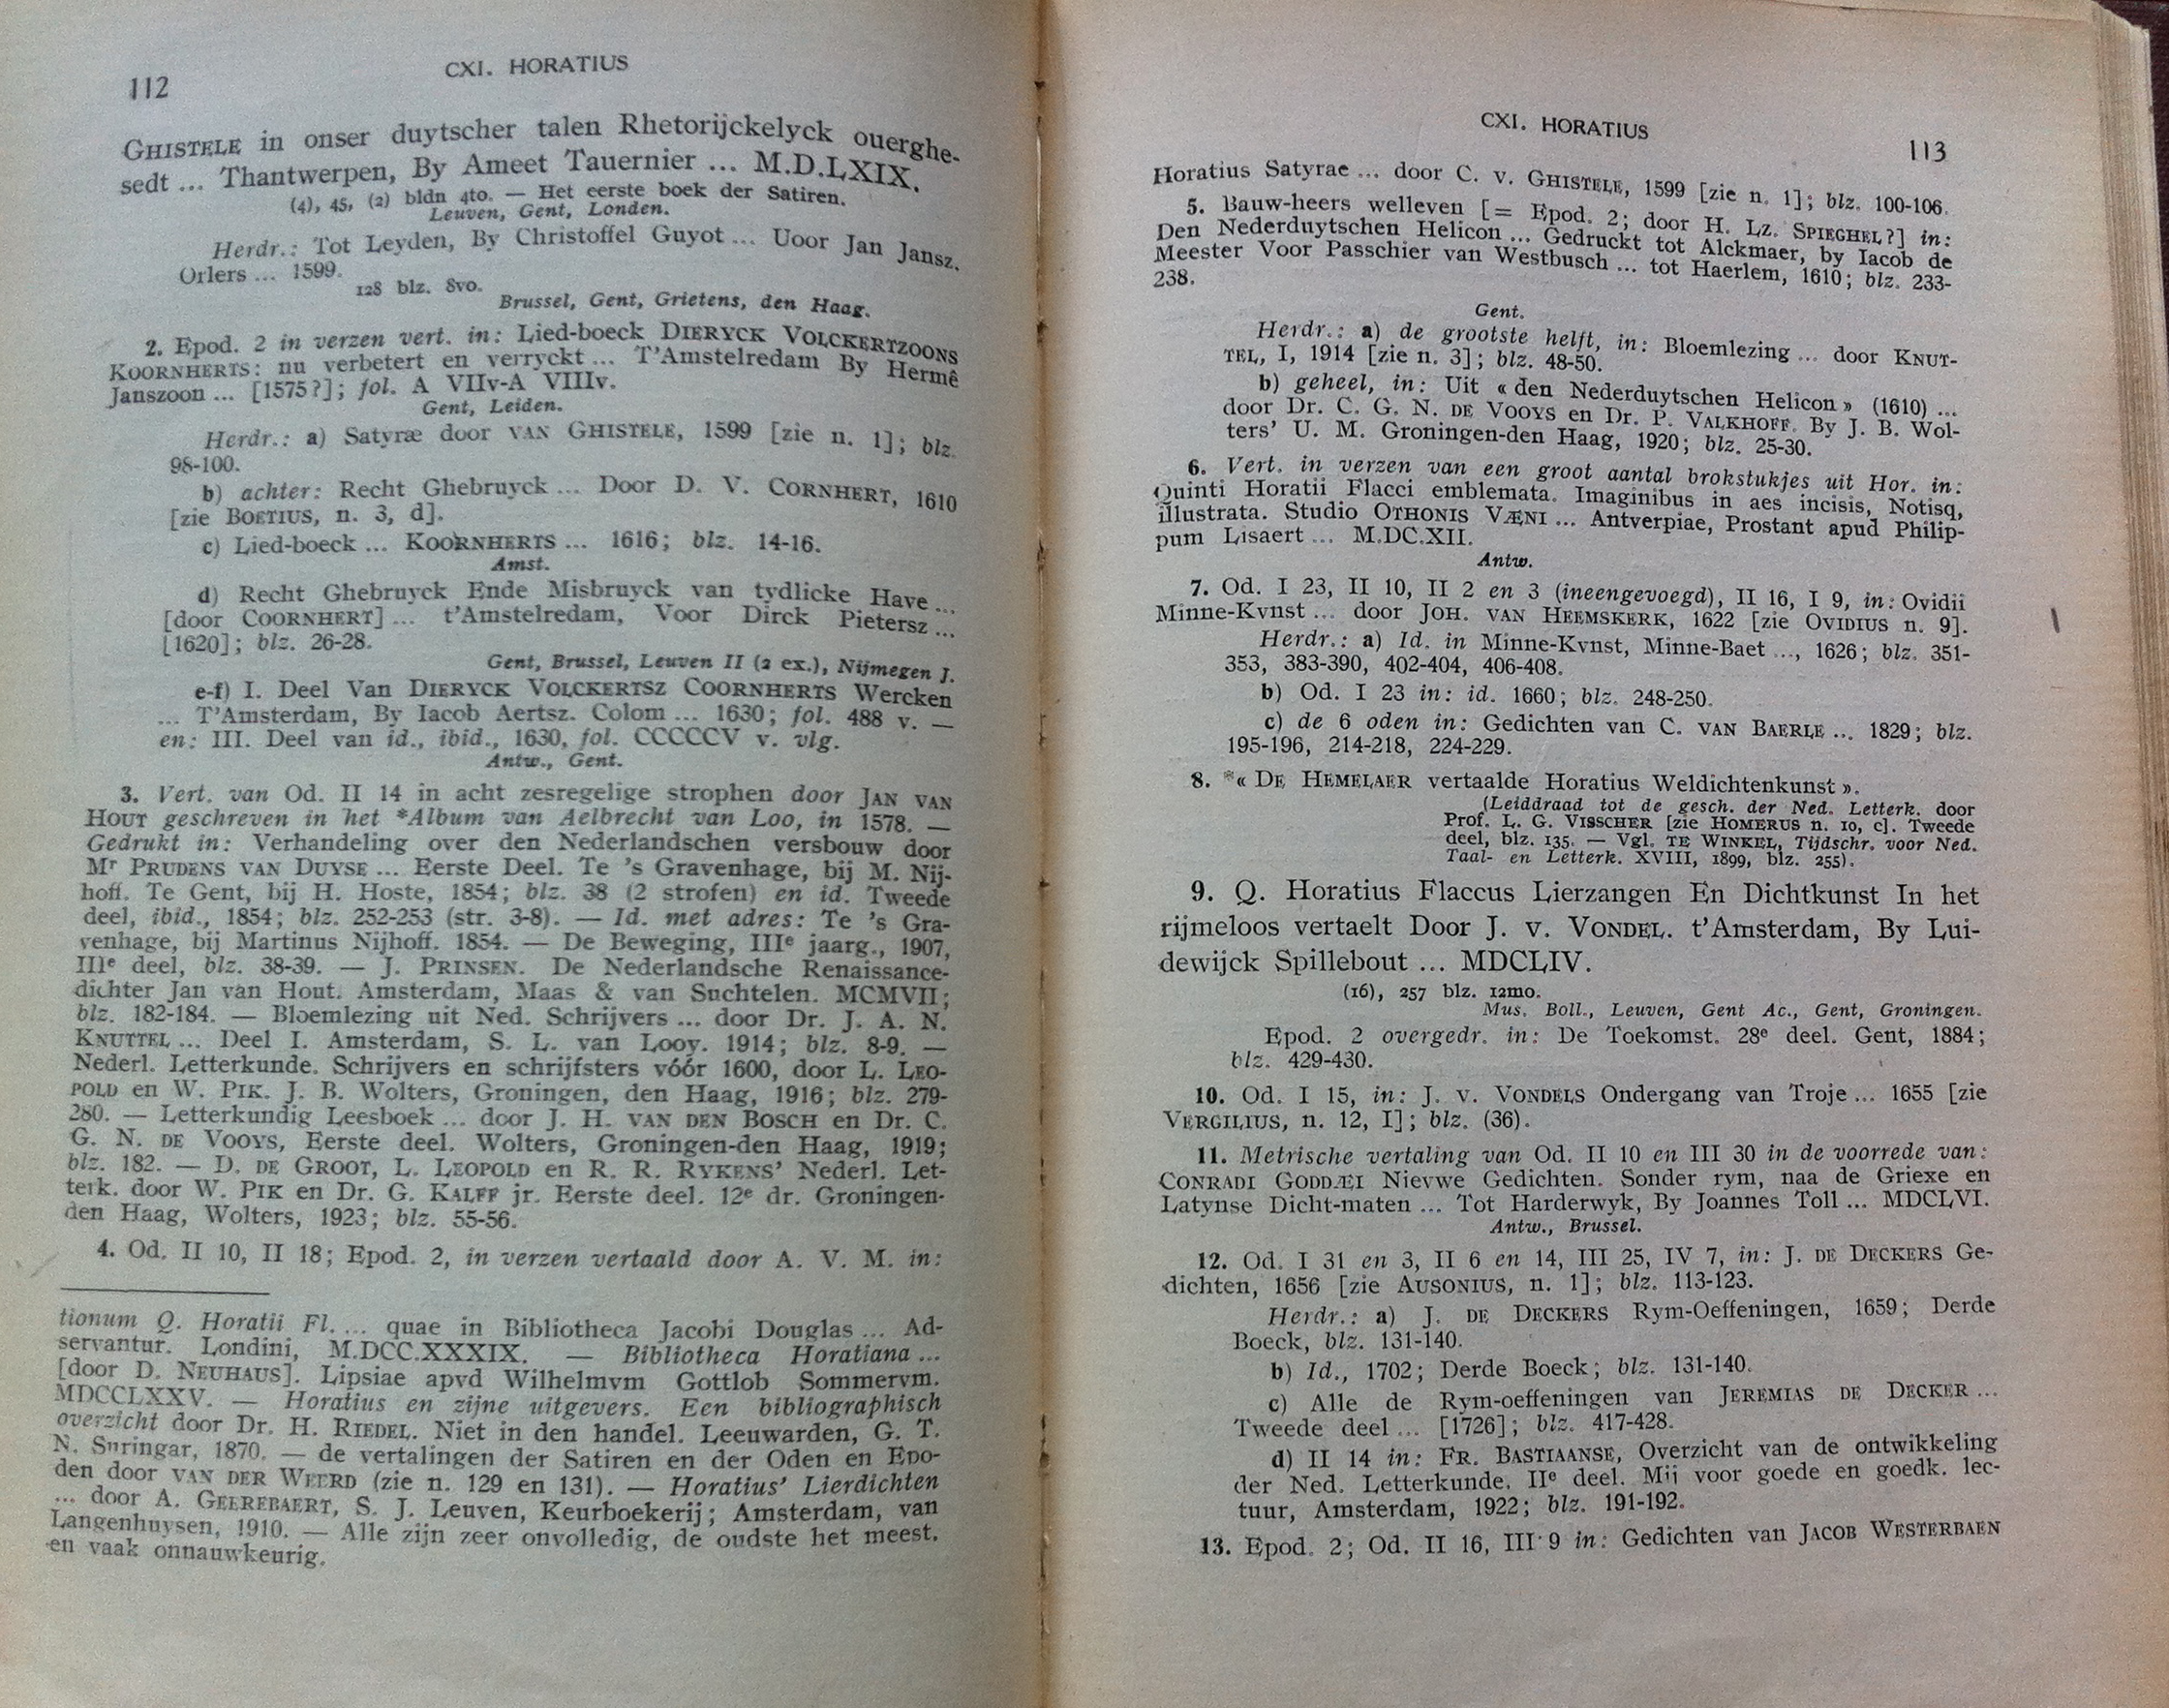 112
CXI. HORATIUS
GHISTELE in onser duytscher talen Rhetorijckelyck ouerghe-
sedt ... Thantwerpen, By Ameet Tauernier ... M.D.LXIX.
(4), 45, (2) bldn 4to. — Het eerste boek der Satiren.
Leuven, Gent, Londen.
Herdr.: Tot Leyden, By Christoffel Guyot ... Uoor Jan Jansz.
Orlers ... 1599.
128 blz. 8vo.
Brussel, Gent, Grietens, den Haag.
2. Epod. 2 in verzen vert. in: Lied-boeck DIERYCK VOLCKERTZOONS
KOORNHERTS: nu verbetert en verryckt ... T'Amstelredam By Hermê
Janszoon ... [1575?]; fol. A VIIv-A VIIIv.
Gent, Leiden.
Herdr.: a) Satyræ door VAN GHISTELE, 1599 [zie n. 1]; blz.
98-100.
b) achter: Recht Ghebruyck ... Door D. V. CORNHERT, 1610
[zie BOETIUS, n. 3, d].
c) Lied-boeck ... KOORNHERTS ... 1616; blz. 14-16.
Amst.
d) Recht Ghebruyck Ende Misbruyck van tydlicke Have ...
[door COORNHERT] ... t'Amstelredam, Voor Dirck Pietersz ...
[1620]; blz. 26-28.
Gent, Brussel, Leuven II (2 ex.), Nijmegen J.
e-f) I. Deel Van DIERYCK VOLCKERTSZ COORNHERTS Wercken
... T'Amsterdam, By Iacob Aertsz. Colom ... 1630; fol. 488 v. —
en: III. Deel van id., ibid., 1630, fol. CCCCCV v. vlg.
Antw., Gent.
3. Vert. van Od. II 14 in acht zesregelige strophen door JAN VAN
HOUT geschreven in het *Album van Aelbrecht van Loo, in 1578. —
Gedrukt in: Verhandeling over den Nederlandschen versbouw door
Mr PRUDENS VAN DUYSE ... Eerste Deel. Te 's Gravenhage, bij M. Nij-
hoff. Te Gent, bij H. Hoste, 1854; blz. 38 (2 strofen) en id. Tweede
deel, ibid., 1854; blz. 252-253 (str. 3-8). — Id. met adres: Te 's Gra-
venhage, bij Martinus Nijhoff. 1854. — De Beweging, IIIe jaarg., 1907,
IIIe deel, blz. 38-39. — J. PRINSEN. De Nederlandsche Renaissance-
dichter Jan van Hout. Amsterdam, Maas & van Suchtelen. MCMVII;
blz. 182-184. — Bloemlezing uit Ned. Schrijvers ... door Dr. J. A. N.
KNUTTEL ... Deel I. Amsterdam, S. L. van Looy. 1914; blz. 8-9. —
Nederl. Letterkunde. Schrijvers en schrijfsters vóór 1600, door L. LEO-
POLD en W. PIK. J. B. Wolters, Groningen, den Haag, 1916; blz. 279-
280. — Letterkundig Leesboek ... door J. H. VAN DEN BOSCH en Dr. C.
G. N. DE VOOYS, Eerste deel. Wolters, Groningen-den Haag, 1919;
blz. 182. — D. DE GROOT, L. LEOPOLD en R. R. RYKENS' Nederl. Let-
terk. door W. PIK en Dr. G. KALFF jr. Eerste deel. 12e dr. Groningen-
den Haag, Wolters, 1923; blz. 55-56.
4. Od. II 10, II 18; Epod. 2, in verzen vertaald door A. V. M. in:
tionum Q. Horatii Fl. ... quae in Bibliotheca Jacobi Douglas ... Ad-
servantur. Londini, M.DCC.XXXIX. — Bibliotheca Horatiana ...
[door D. NEUHAUS]. Lipsiae apvd Wilhelmvm Gottlob Sommervm.
MDCCLXXV. — Horatius en zijne uitgevers. Een bibliographisch
overzicht door Dr. H. RIEDEL. Niet in den handel. Leeuwarden, G. T.
N. Suringar, 1870. — de vertalingen der Satiren en der Oden en Epo-
den door VAN DER WEERD (zie n. 129 en 131). — Horatius' Lierdichten
... door A. GEEREBAERT, S. J. Leuven, Keurboekerij; Amsterdam, van
Langenhuysen, 1910. — Alle zijn zeer onvolledig, de oudste het meest,
en vaak onnauwkeurig.
CXI. HORATIUS
113
Horatius Satyrae ... door C. v. GHISTELE, 1599 [zie n. 1]; blz. 100-106.
5. Bauw-heers welleven [= Epod. 2; door H. Lz. SPIEGHEL?] in:
Den Nederduytschen Helicon ... Gedruckt tot Alckmaer, by Iacob de
Meester Voor Passchier van Westbusch ... tot Haerlem, 1610; blz. 233-
238.
Gent.
Herdr.: a) de grootste helft, in: Bloemlezing ... door KNUT-
TEL, I, 1914 [zie n. 3]; blz. 48-50.
b) geheel, in: Uit « den Nederduytschen Helicon » (1610) ...
door Dr. C. G. N. DE VOOYS en Dr. P. VALKHOFF. By J. B. Wol-
ters' U. M. Groningen-den Haag, 1920; blz. 25-30.
6. Vert. in verzen van een groot aantal brokstukjes uit Hor. in:
Quinti Horatii Flacci emblemata. Imaginibus in aes incisis, Notisq,
illustrata. Studio OTHONIS VÆNI ... Antverpiae, Prostant apud Philip-
pum Lisaert ... M.DC.XII.
Antw.
7. Od. I 23, II 10, II 2 en 3 (ineengevoegd), II 16, I 9, in: Ovidii
Minne-Kvnst ... door JOH. VAN HEEMSKERK, 1622 [zie OVIDIUS n. 9].
Herdr.: a) Id. in Minne-Kvnst, Minne-Baet ..., 1626; blz. 351-
353, 383-390, 402-404, 406-408.
b) Od. I 23 in: id. 1660; blz. 248-250.
c) de 6 oden in: Gedichten van C. VAN BAERLE ... 1829; blz.
195-196, 214-218, 224-229.
8. *« DE HEMELAER vertaalde Horatius Weldichtenkunst ».
(Leiddraad tot de gesch. der Ned. Letterk. door
Prof. L. G. VISSCHER [zie HOMERUS n. 10, c]. Tweede
deel, blz. 135. — Vgl. TE WINKEL, Tijdschr. voor Ned.
Taal- en Letterk. XVIII, 1899, blz. 255).
9. Q. Horatius Flaccus Lierzangen En Dichtkunst In het
rijmeloos vertaelt Door J. v. VONDEL. t'Amsterdam, By Lui-
dewijck Spillebout ... MDCLIV.
(16), 257 blz. 12mo.
Mus. Boll., Leuven, Gent Ac., Gent, Groningen.
Epod. 2 overgedr. in: De Toekomst. 28e deel. Gent, 1884;
blz. 429-430.
10. Od. I 15, in: J. v. VONDELS Ondergang van Troje ... 1655 [zie
VERGILIUS, n. 12, I]; blz. (36).
11. Metrische vertaling van Od. II 10 en III 30 in de voorrede van:
CONRADI GODDÆI Nievwe Gedichten. Sonder rym, naa de Griexe en
Latynse Dicht-maten ... Tot Harderwyk, By Joannes Toll ... MDCLVI.
Antw., Brussel.
12. Od. I 31 en 3, II 6 en 14, III 25, IV 7, in: J. DE DECKERS Ge-
dichten, 1656 [zie AUSONIUS, n. 1]; blz. 113-123.
Herdr.: a) J. DE DECKERS Rym-Oeffeningen, 1659; Derde
Boeck, blz. 131-140.
b) Id., 1702; Derde Boeck; blz. 131-140.
c) Alle de Rym-oeffeningen van JEREMIAS DE DECKER ...
Tweede deel ... [1726]; blz. 417-428.
d) II 14 in: FR. BASTIAANSE, Overzicht van de ontwikkeling
der Ned. Letterkunde. IIe deel. Mij voor goede en goedk. lec-
tuur, Amsterdam, 1922; blz. 191-192.
13. Epod. 2; Od. II 16, III 9 in: Gedichten van JACOB WESTERBAEN